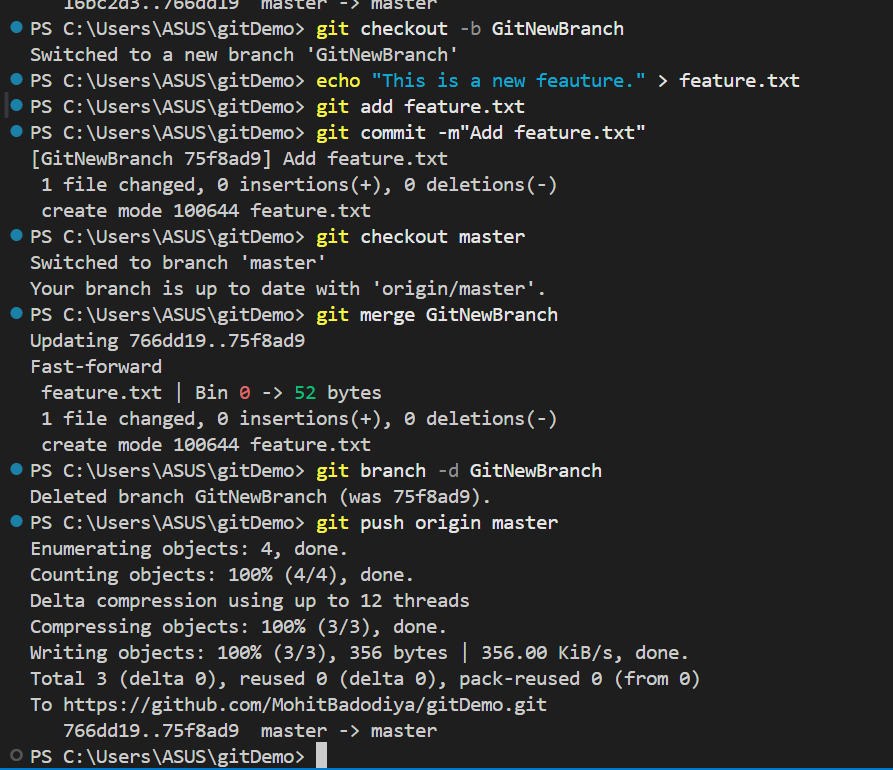 16bc2d3..766dd19  master -> master
PS C:\Users\ASUS\gitDemo> git checkout -b GitNewBranch
Switched to a new branch 'GitNewBranch'
PS C:\Users\ASUS\gitDemo> echo "This is a new feauture." > feature.txt
PS C:\Users\ASUS\gitDemo> git add feature.txt
PS C:\Users\ASUS\gitDemo> git commit -m"Add feature.txt"
[GitNewBranch 75f8ad9] Add feature.txt
 1 file changed, 0 insertions(+), 0 deletions(-)
 create mode 100644 feature.txt
PS C:\Users\ASUS\gitDemo> git checkout master
Switched to branch 'master'
Your branch is up to date with 'origin/master'.
PS C:\Users\ASUS\gitDemo> git merge GitNewBranch
Updating 766dd19..75f8ad9
Fast-forward
 feature.txt | Bin 0 -> 52 bytes
 1 file changed, 0 insertions(+), 0 deletions(-)
 create mode 100644 feature.txt
PS C:\Users\ASUS\gitDemo> git branch -d GitNewBranch
Deleted branch GitNewBranch (was 75f8ad9).
PS C:\Users\ASUS\gitDemo> git push origin master
Enumerating objects: 4, done.
Counting objects: 100% (4/4), done.
Delta compression using up to 12 threads
Compressing objects: 100% (3/3), done.
Writing objects: 100% (3/3), 356 bytes | 356.00 KiB/s, done.
Total 3 (delta 0), reused 0 (delta 0), pack-reused 0 (from 0)
To https://github.com/MohitBadodiya/gitDemo.git
   766dd19..75f8ad9  master -> master
PS C:\Users\ASUS\gitDemo>